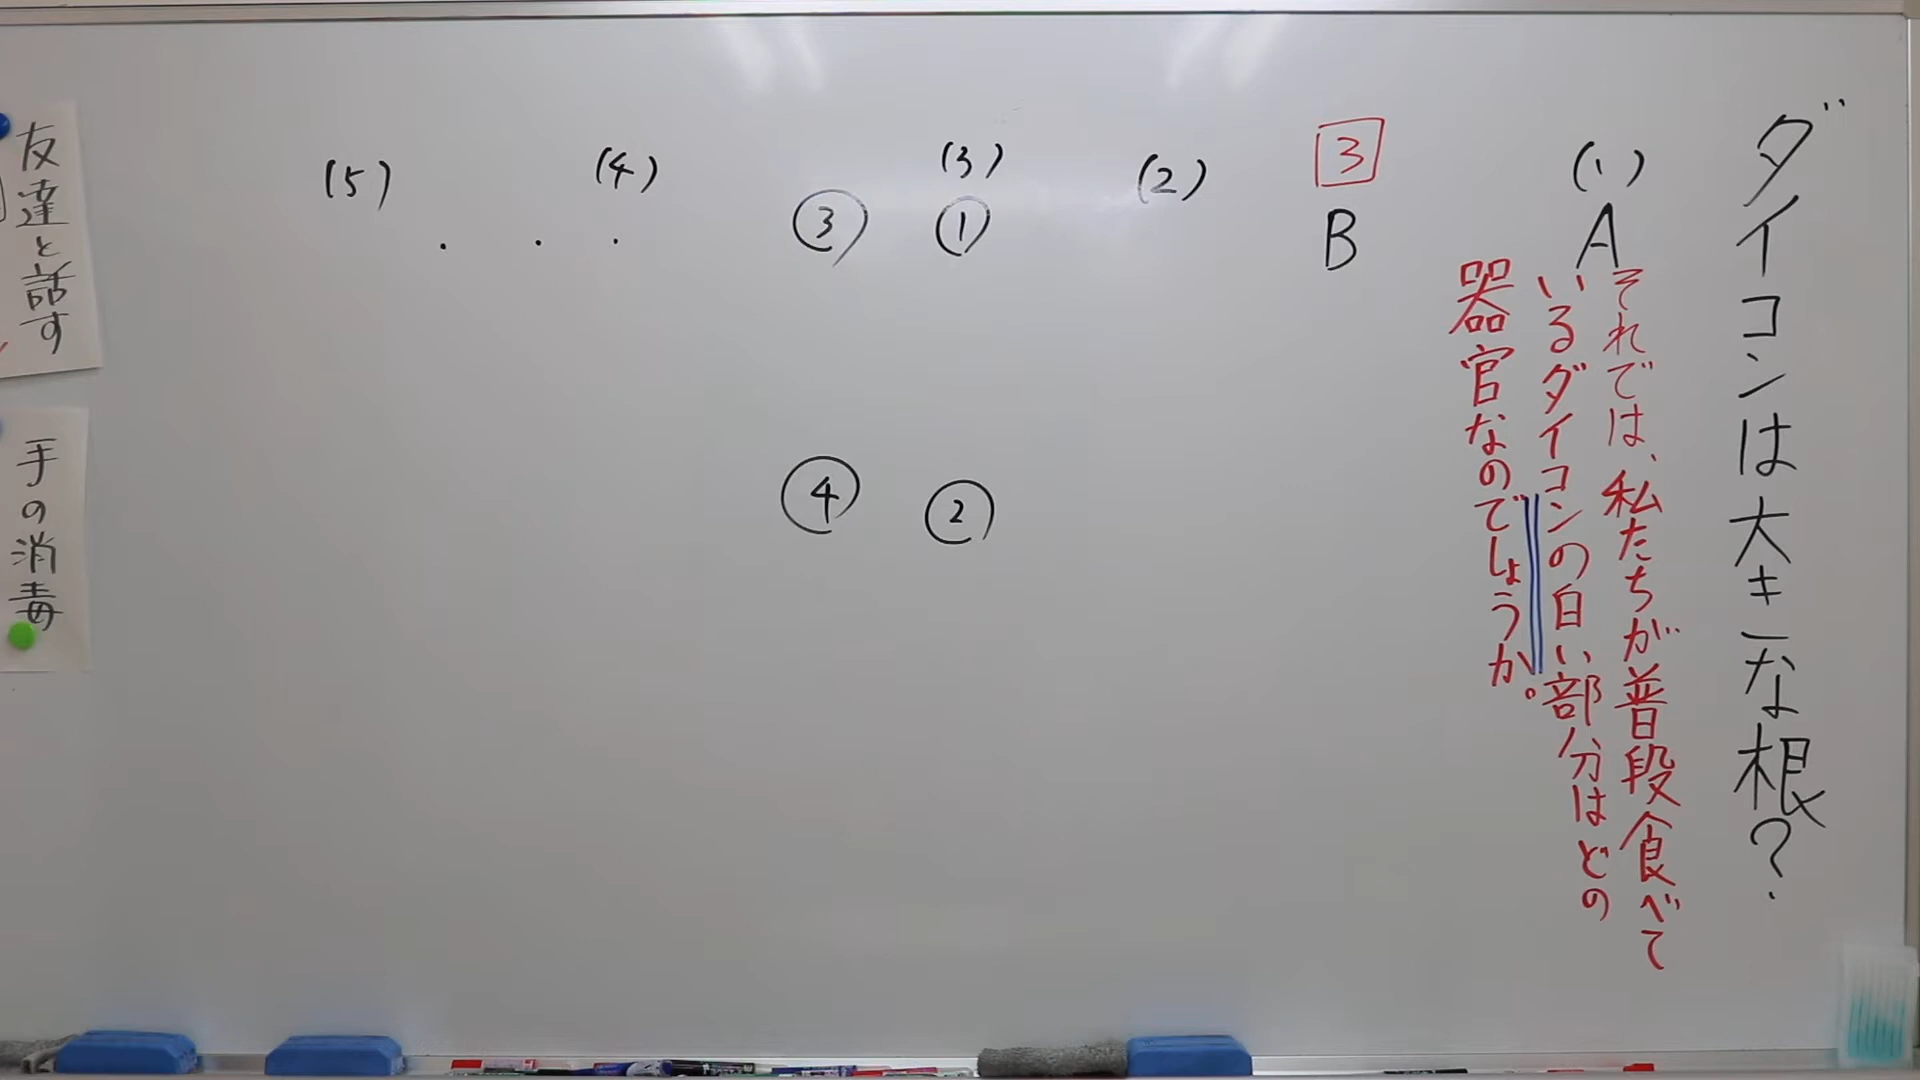 ダイコンは大きな根?
(1)
A
それでは、私たちが普段食べて
いるダイコンの白い部分はどの
器官なのでしょうか。
3
B
(2)
(3)
①
②
③
④
(4)
・
・
(5)
・
友達と話す
手の消毒